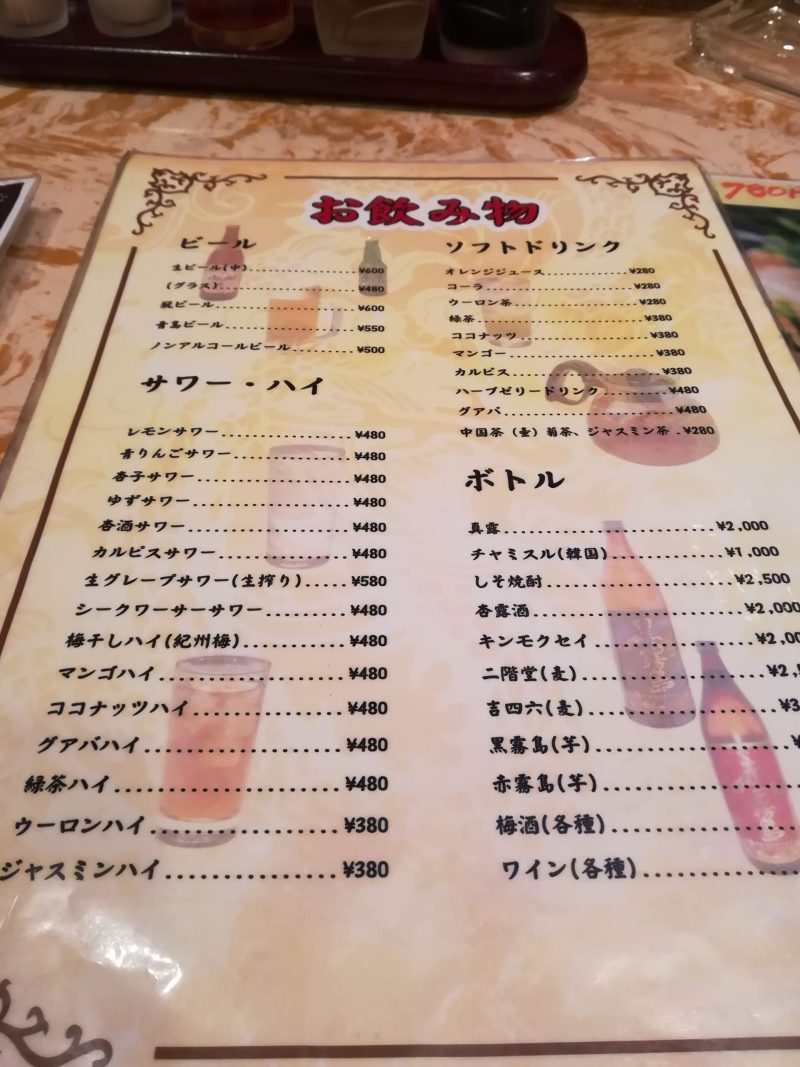 お飲み物
ビール
生ビール(中)....................¥600
(グラス)....................¥480
瓶ビール....................¥600
青島ビール....................¥550
ノンアルコールビール..........¥500
サワー・ハイ
レモンサワー....................¥480
青りんごサワー....................¥480
杏子サワー....................¥480
ゆずサワー....................¥480
杏酒サワー....................¥480
カルピスサワー....................¥480
生グレープサワー(生搾り).....¥580
シークワーサーサワー............¥480
梅干しハイ(紀州梅)............¥480
マンゴハイ....................¥480
ココナッツハイ................¥480
グアバハイ....................¥480
緑茶ハイ....................¥480
ウーロンハイ................¥380
ジャスミンハイ................¥380
ソフトドリンク
オレンジジュース............¥280
コーラ....................¥280
ウーロン茶................¥280
緑茶....................¥380
ココナッツ................¥380
マンゴー................¥380
カルピス................¥380
ハーブゼリードリンク..........¥480
グアバ....................¥480
中国茶(壺)菊茶、ジャスミン茶.¥280
ボトル
真露....................¥2,000
チャミスル(韓国)............¥1,000
しそ焼酎....................¥2,500
杏露酒....................¥2,000
キンモクセイ................¥2,0
二階堂(麦)................¥2,
吉四六(麦)................¥3
黒霧島(芋)................¥
赤霧島(芋)................
梅酒(各種)................
ワイン(各種)................
780